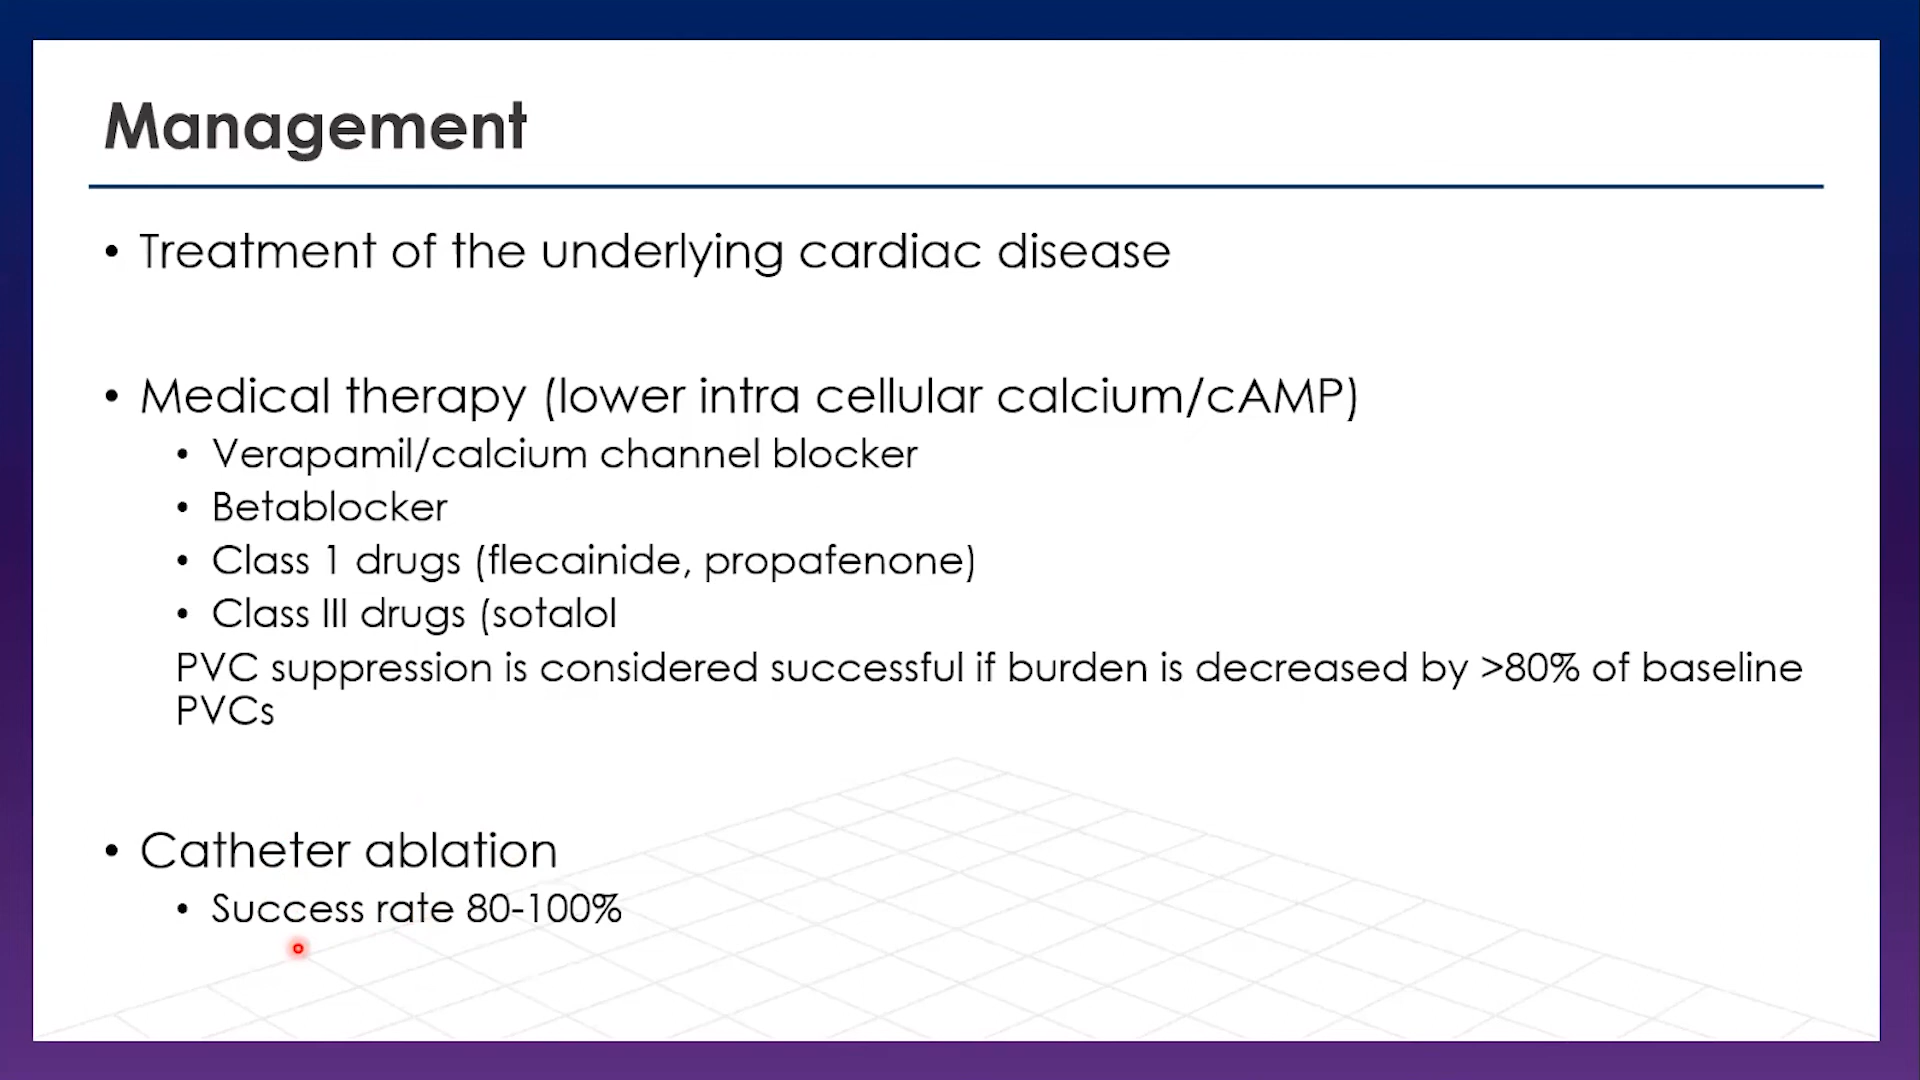 Management
• Treatment of the underlying cardiac disease
• Medical therapy (lower intra cellular calcium/cAMP)
• Verapamil/calcium channel blocker
• Betablocker
• Class 1 drugs (flecainide, propafenone)
• Class III drugs (sotalol
PVC suppression is considered successful if burden is decreased by >80% of baseline
PVCs
• Catheter ablation
• Success rate 80-100%